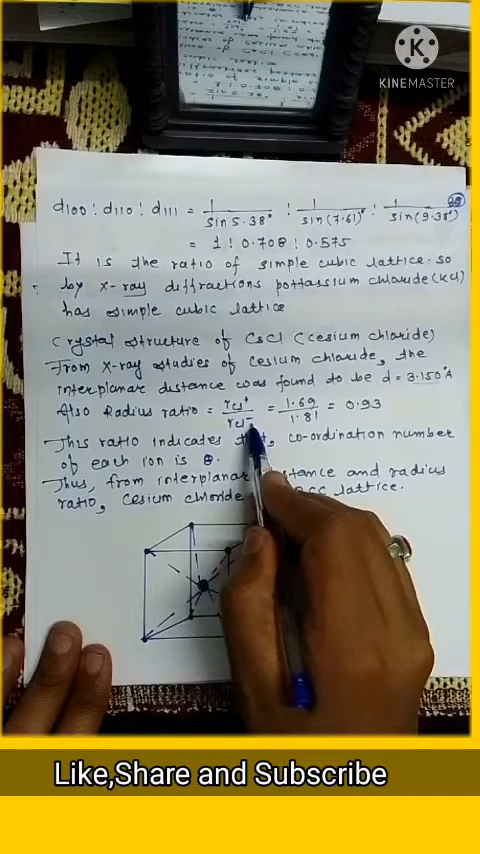 KINEMASTER
29
d100 : d110 : d111 = 1/sin 5.38° : 1/sin(7.61)° : 1/sin(9.38°)
= 1 : 0.708 : 0.575
It is the ratio of simple cubic lattice. so
by x-ray diffractions pottassium chloride (KCl)
has simple cubic lattice
Crystal structure of CsCl (Cesium chloride)
From X-ray studies of Cesium chloride, the
interplanar distance was found to be d = 3.150°A
Also Radius ratio = rCs+/rCl- = 1.69/1.81 = 0.93
This ratio indicates co-ordination number
of each ion is 8.
Thus, from interplanar distance and radius
ratio, Cesium chloride BCC lattice.
Like,Share and Subscribe